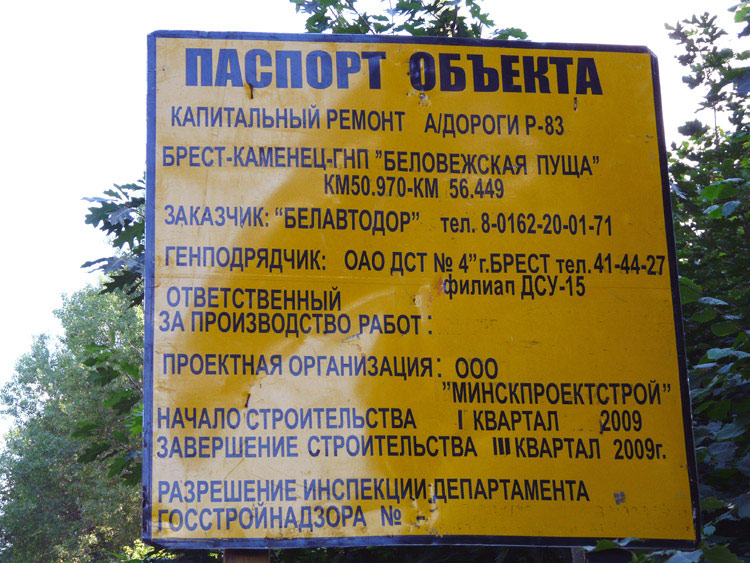 ПАСПОРТ ОБЪЕКТА
КАПИТАЛЬНЫЙ РЕМОНТ А/ДОРОГИ Р-83
БРЕСТ-КАМЕНЕЦ-ГНП "БЕЛОВЕЖСКАЯ ПУЩА"
КМ50.970-КМ 56.449
ЗАКАЗЧИК: "БЕЛАВТОДОР" тел. 8-0162-20-01-71
ГЕНПОДРЯДЧИК: ОАО ДСТ № 4" г.БРЕСТ тел. 41-44-27
филиал ДСУ-15
ОТВЕТСТВЕННЫЙ
ЗА ПРОИЗВОДСТВО РАБОТ:
ПРОЕКТНАЯ ОРГАНИЗАЦИЯ: ООО
"МИНСКПРОЕКТСТРОЙ"
НАЧАЛО СТРОИТЕЛЬСТВА I КВАРТАЛ 2009
ЗАВЕРШЕНИЕ СТРОИТЕЛЬСТВА III КВАРТАЛ 2009г.
РАЗРЕШЕНИЕ ИНСПЕКЦИИ ДЕПАРТАМЕНТА
ГОССТРОЙНАДЗОРА № -